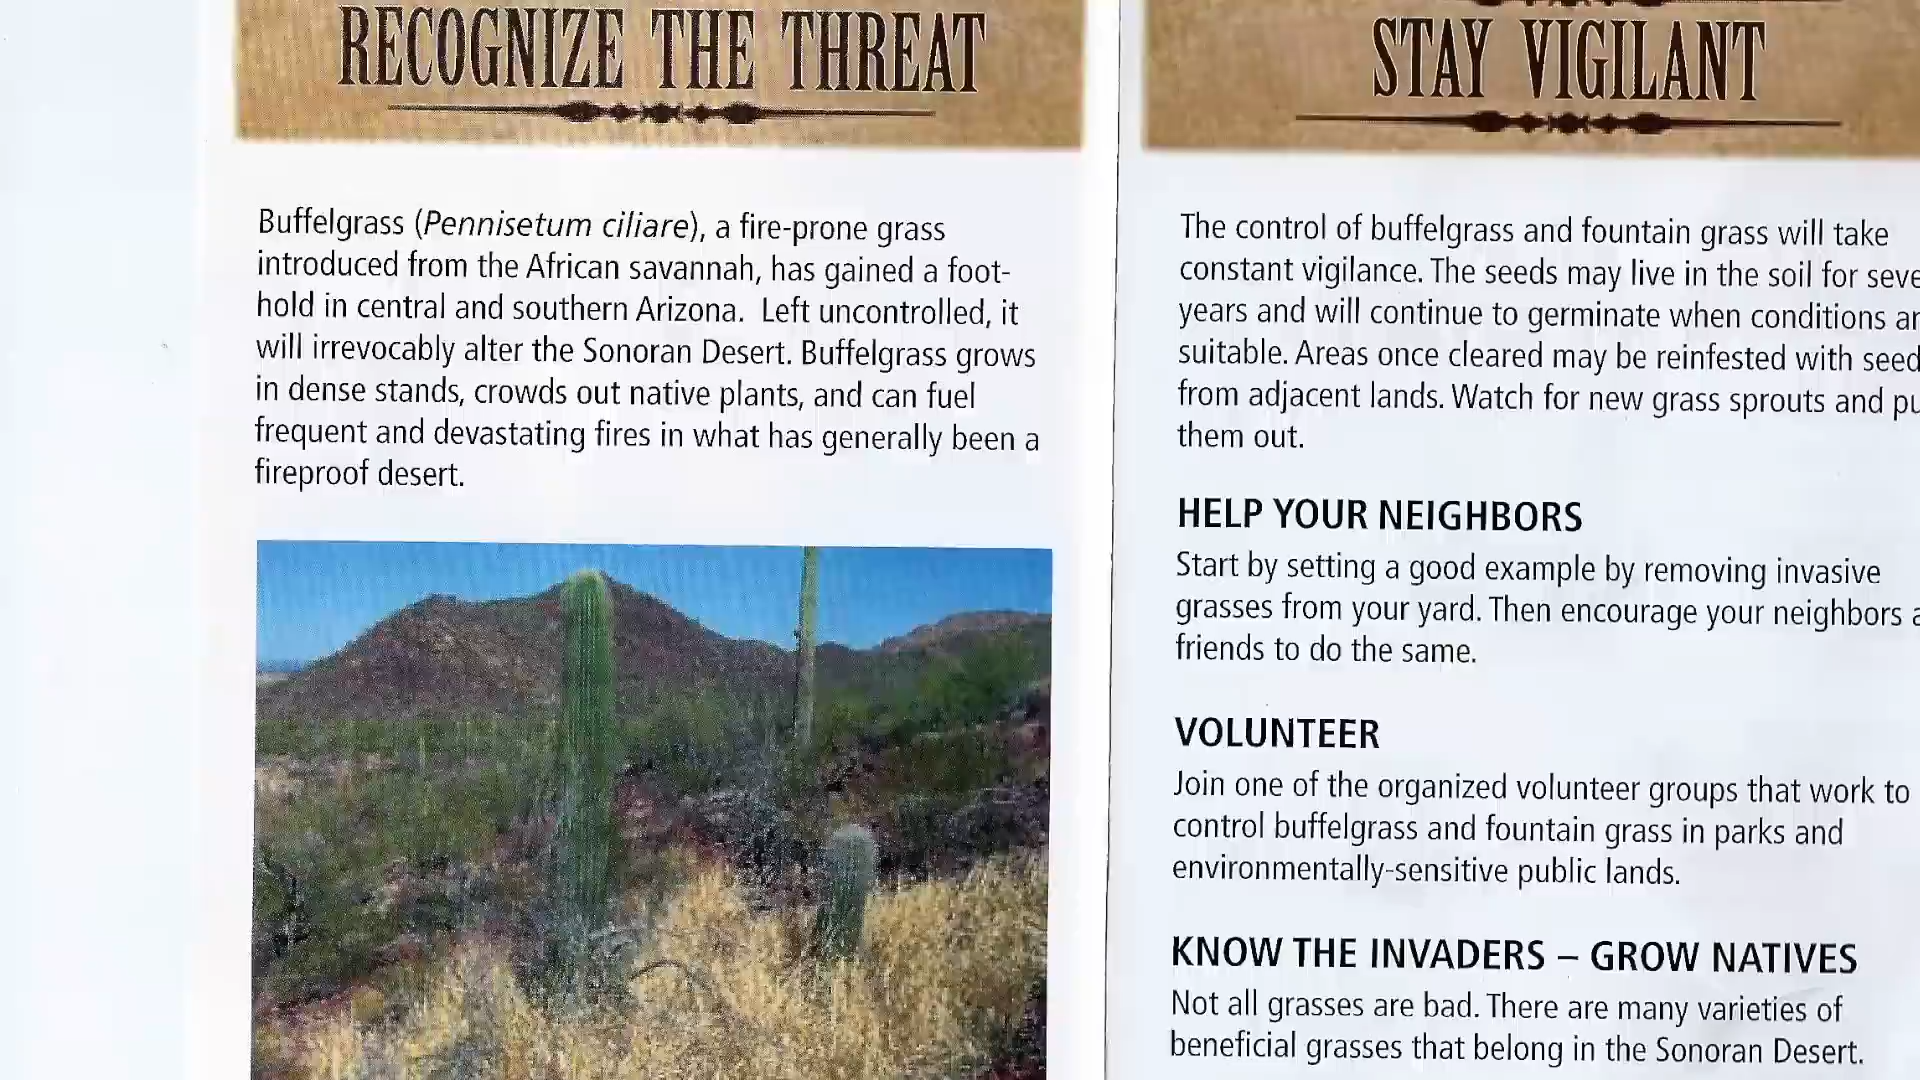 RECOGNIZE THE THREAT
Buffelgrass (Pennisetum ciliare), a fire-prone grass
introduced from the African savannah, has gained a foot-
hold in central and southern Arizona. Left uncontrolled, it
will irrevocably alter the Sonoran Desert. Buffelgrass grows
in dense stands, crowds out native plants, and can fuel
frequent and devastating fires in what has generally been a
fireproof desert.
STAY VIGILANT
The control of buffelgrass and fountain grass will take
constant vigilance. The seeds may live in the soil for
years and will continue to germinate when conditions
suitable. Areas once cleared may be reinfested with
from adjacent lands. Watch for new grass sprouts and
them out.
HELP YOUR NEIGHBORS
Start by setting a good example by removing invasive
grasses from your yard. Then encourage your neighbors
friends to do the same.
VOLUNTEER
Join one of the organized volunteer groups that work to
control buffelgrass and fountain grass in parks and
environmentally-sensitive public lands.
KNOW THE INVADERS – GROW NATIVES
Not all grasses are bad. There are many varieties of
beneficial grasses that belong in the Sonoran Desert.